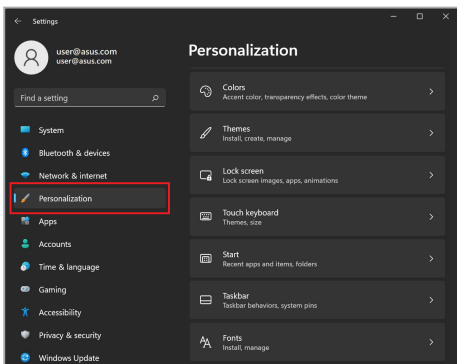 Settings
user@asus.com
user@asus.com
Find a setting
System
Bluetooth & devices
Network & internet
Personalization
Apps
Accounts
Time & language
Gaming
Accessibility
Privacy & security
Windows Update
Personalization
Colors
Accent color, transparency effects, color theme
Themes
Install, create, manage
Lock screen
Lock screen images, apps, animations
Touch keyboard
Themes, size
Start
Recent apps and items, folders
Taskbar
Taskbar behaviors, system pins
Fonts
Install, manage